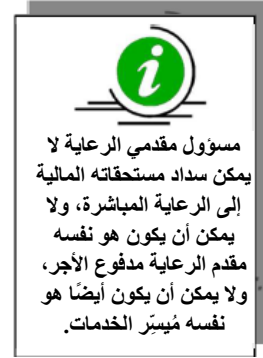 مسؤول مقدمي الرعاية لا
يمكن سداد مستحقاته المالية
إلى الرعاية المباشرة، ولا
يمكن أن يكون هو نفسه
مقدم الرعاية مدفوع الأجر،
ولا يمكن أن يكون أيضًا هو
نفسه مُيسِّر الخدمات.